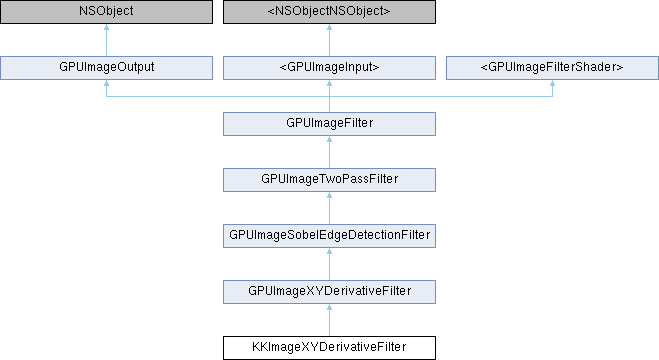 NSObject
<NSObjectNSObject>
GPUImageOutput
<GPUImageInput>
<GPUImageFilterShader>
GPUImageFilter
GPUImageTwoPassFilter
GPUImageSobelEdgeDetectionFilter
GPUImageXYDerivativeFilter
KKImageXYDerivativeFilter